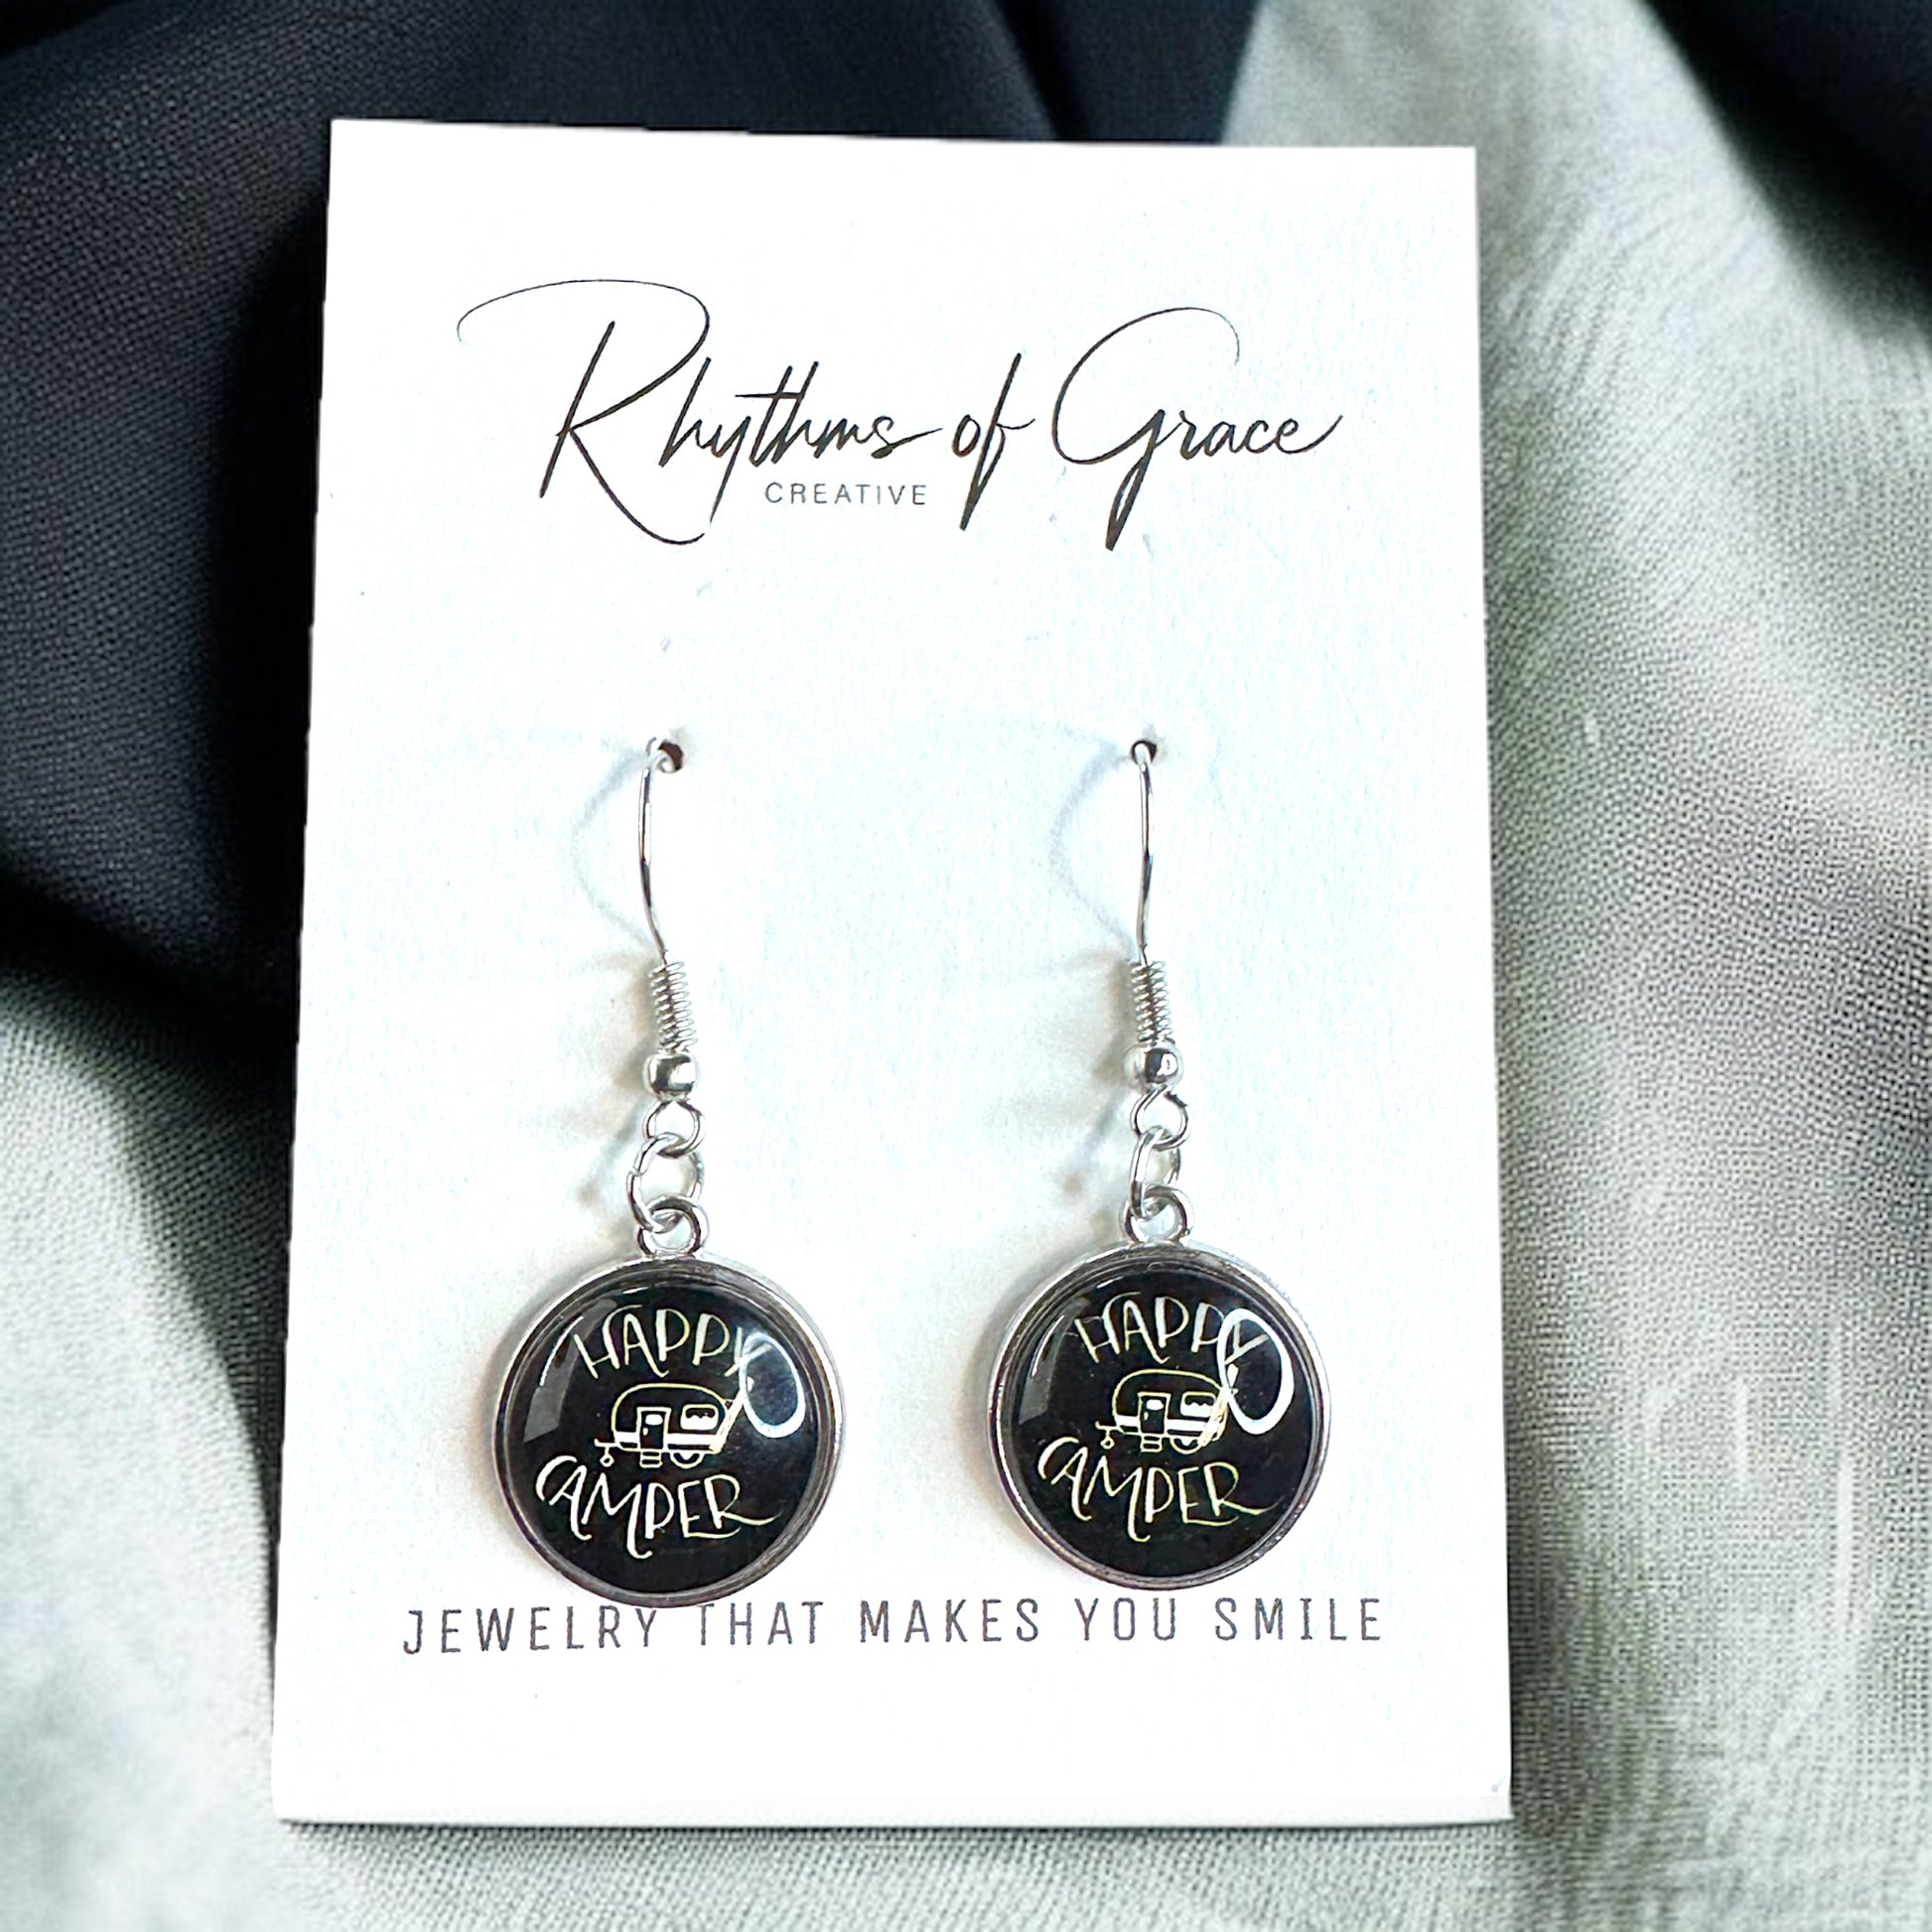 Rhythms of Grace
CREATIVE
HAPPY
CAMPER
HAPPY
CAMPER
JEWELRY THAT MAKES YOU SMILE